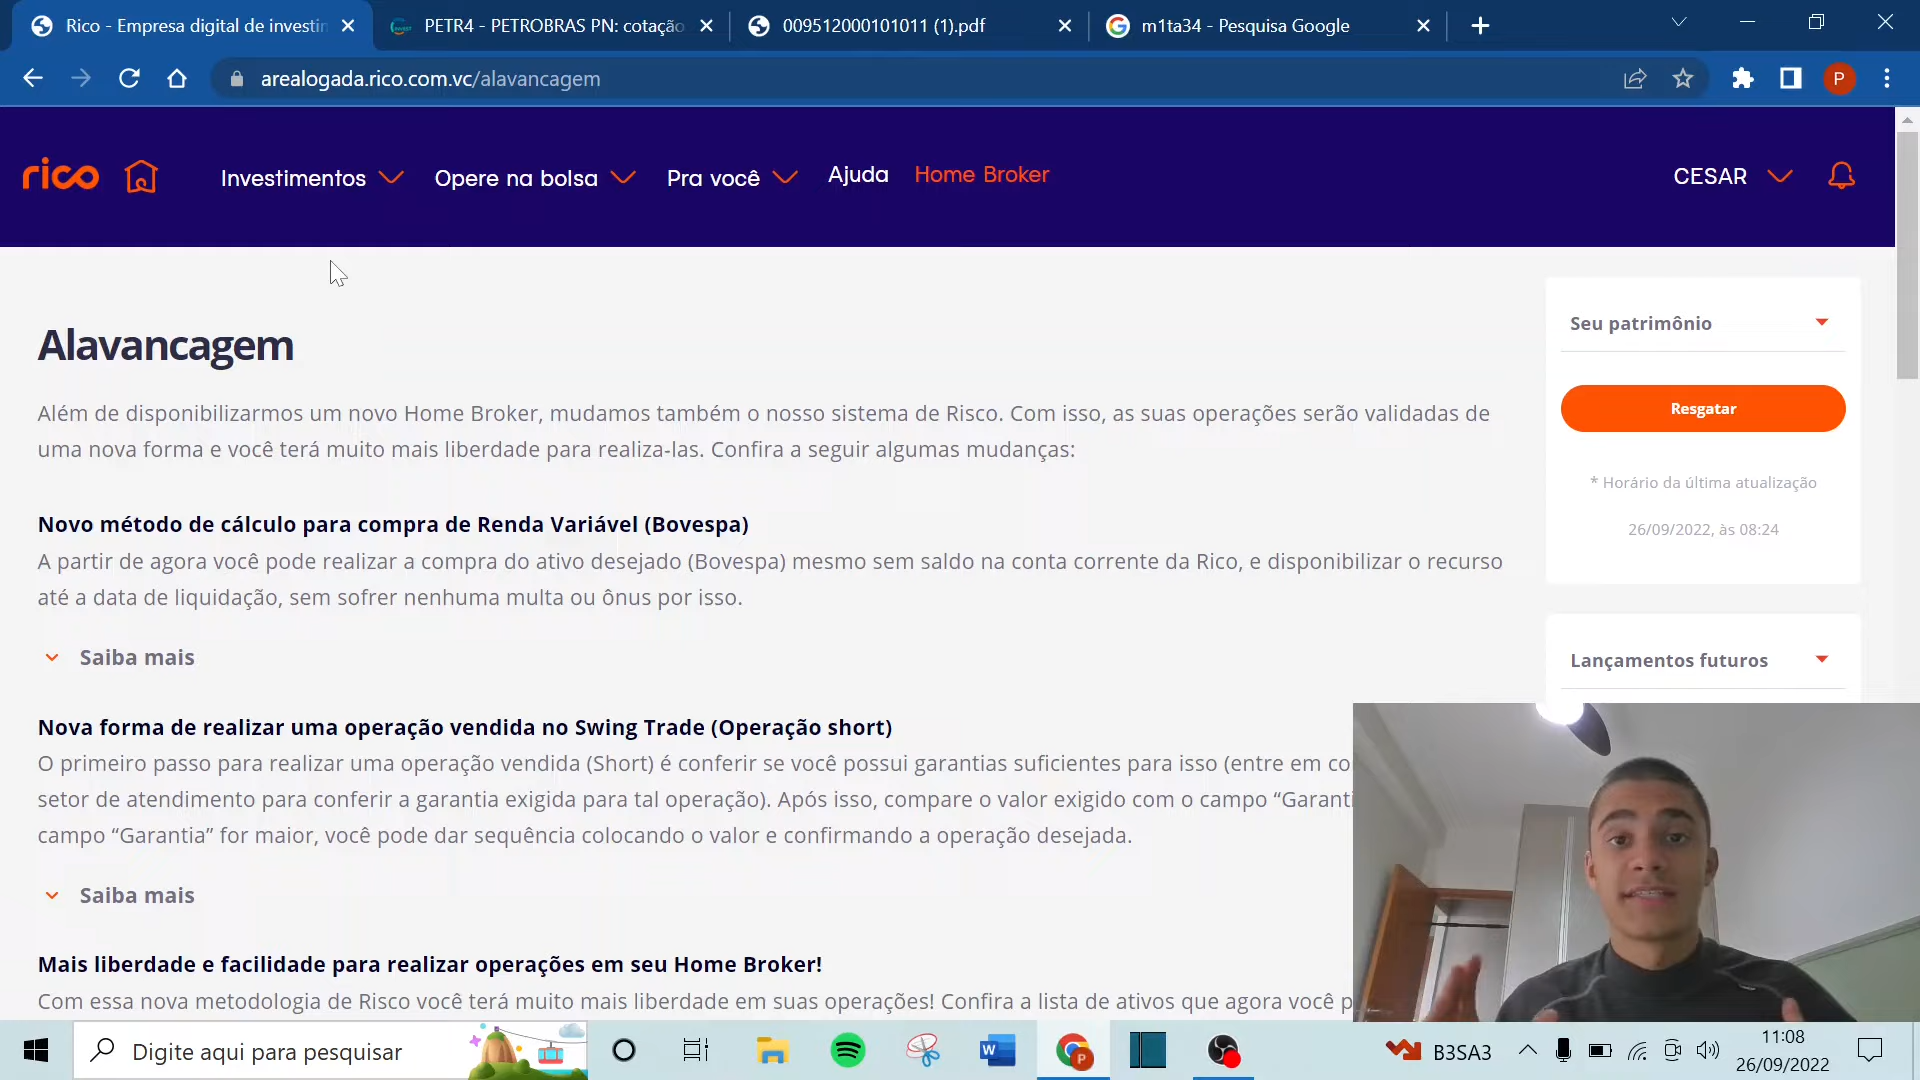 Rico - Empresa digital de investin
PETR4 - PETROBRAS PN: cotação
009512000101011 (1).pdf
m1ta34 - Pesquisa Google
arealogada.rico.com.vc/alavancagem
P
rico
Investimentos
Opere na bolsa
Pra você
Ajuda
Home Broker
CESAR
Alavancagem
Além de disponibilizarmos um novo Home Broker, mudamos também o nosso sistema de Risco. Com isso, as suas operações serão validadas de
uma nova forma e você terá muito mais liberdade para realiza-las. Confira a seguir algumas mudanças:
Novo método de cálculo para compra de Renda Variável (Bovespa)
A partir de agora você pode realizar a compra do ativo desejado (Bovespa) mesmo sem saldo na conta corrente da Rico, e disponibilizar o recurso
até a data de liquidação, sem sofrer nenhuma multa ou ônus por isso.
Saiba mais
Nova forma de realizar uma operação vendida no Swing Trade (Operação short)
O primeiro passo para realizar uma operação vendida (Short) é conferir se você possui garantias suficientes para isso (entre em co
setor de atendimento para conferir a garantia exigida para tal operação). Após isso, compare o valor exigido com o campo “Garanti
campo “Garantia” for maior, você pode dar sequência colocando o valor e confirmando a operação desejada.
Saiba mais
Mais liberdade e facilidade para realizar operações em seu Home Broker!
Com essa nova metodologia de Risco você terá muito mais liberdade em suas operações! Confira a lista de ativos que agora você p
Seu patrimônio
Resgatar
* Horário da última atualização
26/09/2022, às 08:24
Lançamentos futuros
Digite aqui para pesquisar
W
P
B3SA3
11:08
26/09/2022